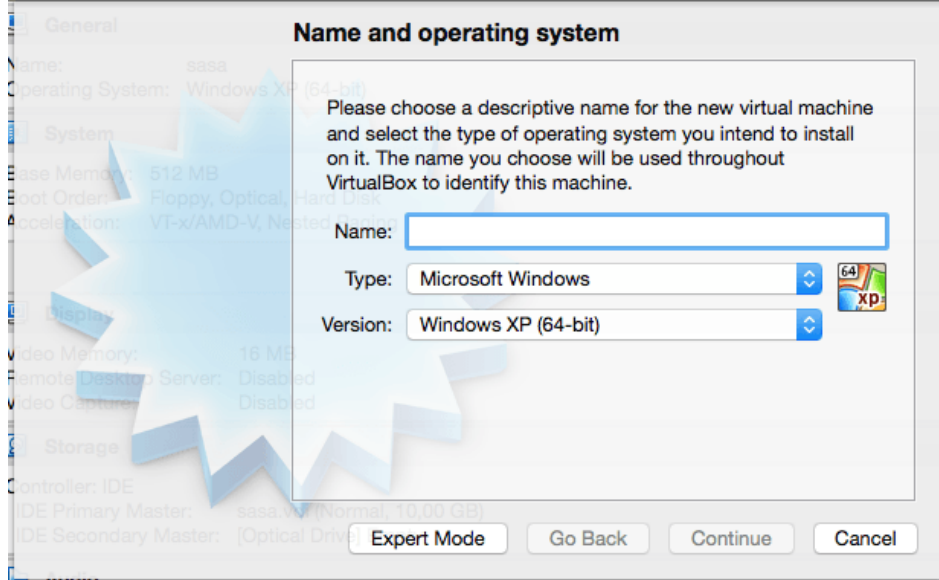 General
Name and operating system
Name: sasa
Operating System: Windows XP (64-bit)
Please choose a descriptive name for the new virtual machine
and select the type of operating system you intend to install
on it. The name you choose will be used throughout
VirtualBox to identify this machine.
System
Base Memory: 512 MB
Boot Order: Floppy, Optical, Hard Disk
Acceleration: VT-x/AMD-V, Nested Paging
Name:
Type: Microsoft Windows
64 xp
Version: Windows XP (64-bit)
Display
Video Memory: 16 MB
Remote Desktop Server: Disabled
Video Capture: Disabled
Storage
Controller: IDE
IDE Primary Master: sasa.vdi (Normal, 10,00 GB)
IDE Secondary Master: [Optical Drive]
Expert Mode Go Back Continue Cancel
Audio